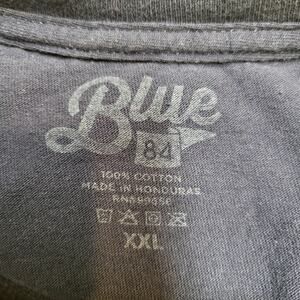 Blue
84
100% COTTON
MADE IN HONDURAS
XXL